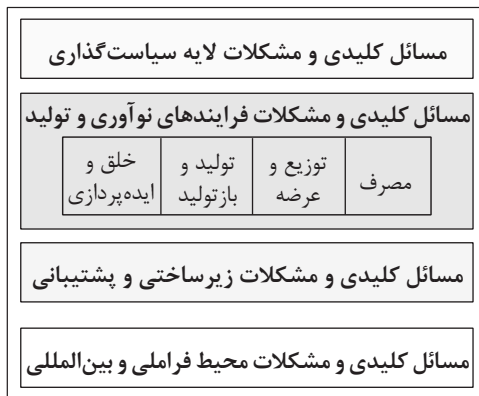 مسائل کلیدی و مشکلات لایه سیاست‌گذاری
مسائل کلیدی و مشکلات فرایندهای نوآوری و تولید
مصرف
توزیع و
عرضه
تولید و
بازتولید
خلق و
ایده‌پردازی
مسائل کلیدی و مشکلات زیرساختی و پشتیبانی
مسائل کلیدی و مشکلات محیط فراملی و بین‌المللی